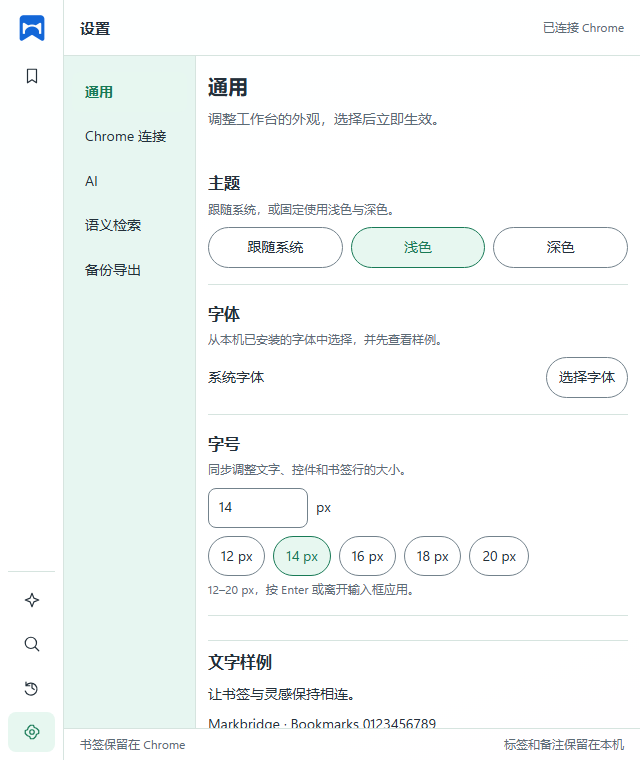 设置
已连接 Chrome
通用
Chrome 连接
AI
语义检索
备份导出
通用
调整工作台的外观，选择后立即生效。
主题
跟随系统，或固定使用浅色与深色。
跟随系统
浅色
深色
字体
从本机已安装的字体中选择，并先查看样例。
系统字体
选择字体
字号
同步调整文字、控件和书签行的大小。
14 px
12 px
14 px
16 px
18 px
20 px
12–20 px，按 Enter 或离开输入框应用。
文字样例
让书签与灵感保持相连。
Markbridge · Bookmarks 0123456789
书签保留在 Chrome
标签和备注保留在本机